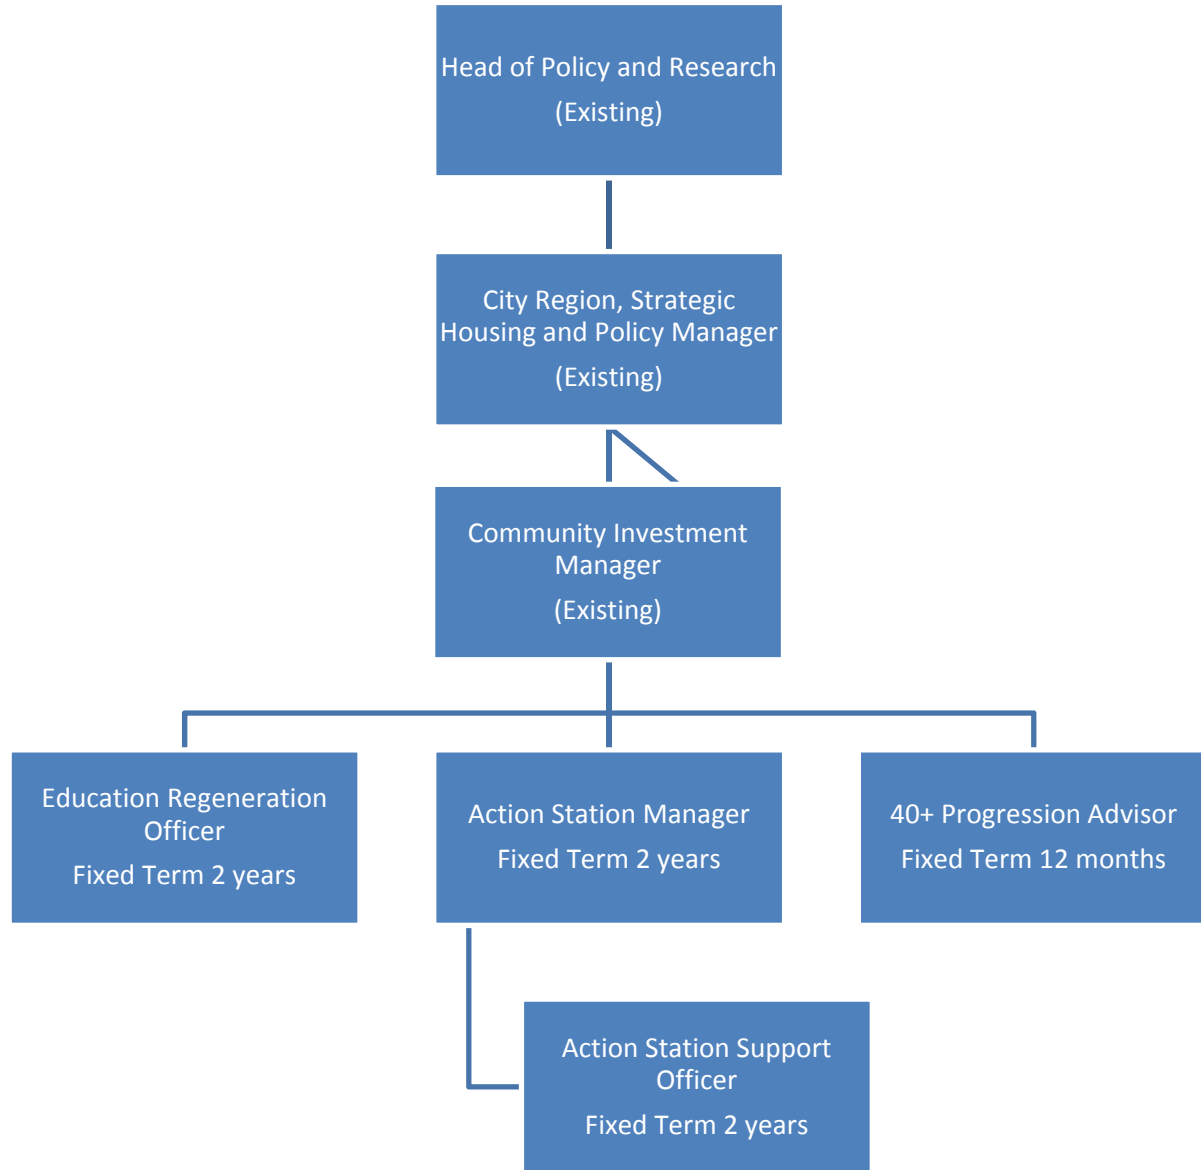 Head of Policy and Research
(Existing)
City Region, Strategic
Housing and Policy Manager
(Existing)
Community Investment
Manager
(Existing)
Education Regeneration
Officer
Fixed Term 2 years
Action Station Manager
Fixed Term 2 years
40+ Progression Advisor
Fixed Term 12 months
Action Station Support
Officer
Fixed Term 2 years